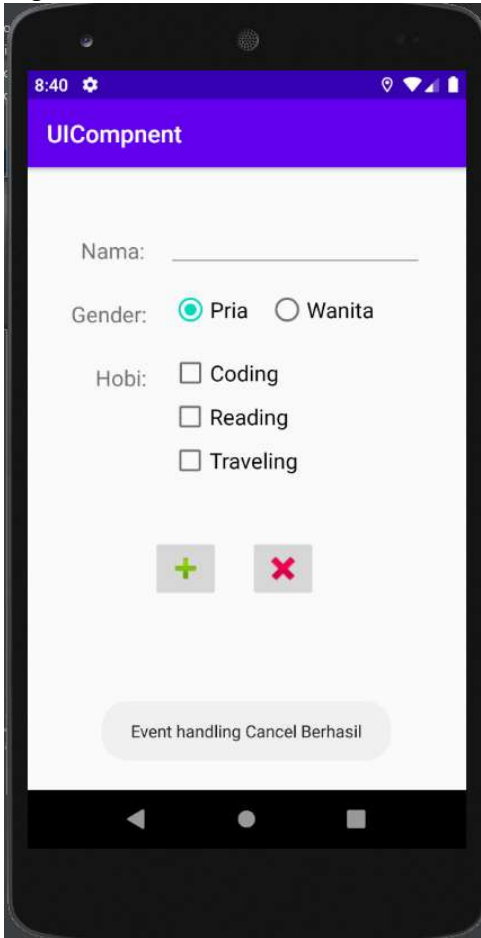 8:40
UICompnent
Nama:
Gender: Pria Wanita
Hobi: Coding
Reading
Traveling
Event handling Cancel Berhasil